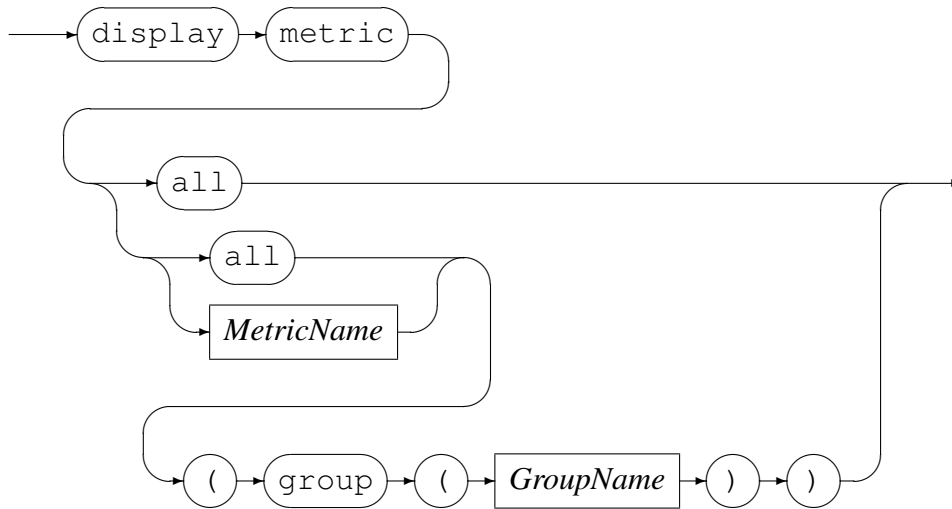 display metric
all
all
MetricName
( group ( GroupName ) )